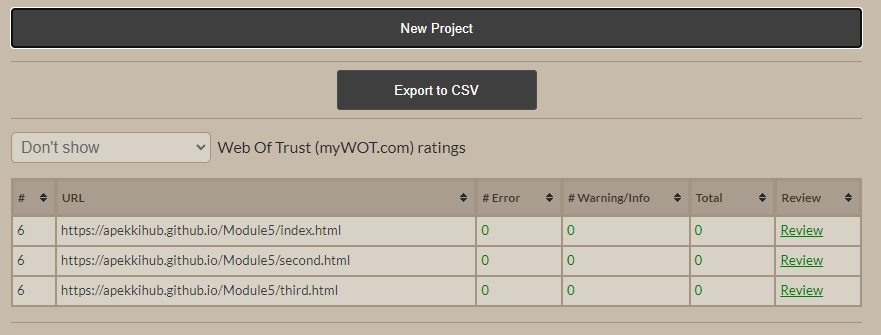 New Project
Export to CSV
Don't show Web Of Trust (myWOT.com) ratings
# URL # Error # Warning/Info Total Review
6 https://apekkihub.github.io/Module5/index.html 0 0 0 Review
6 https://apekkihub.github.io/Module5/second.html 0 0 0 Review
6 https://apekkihub.github.io/Module5/third.html 0 0 0 Review